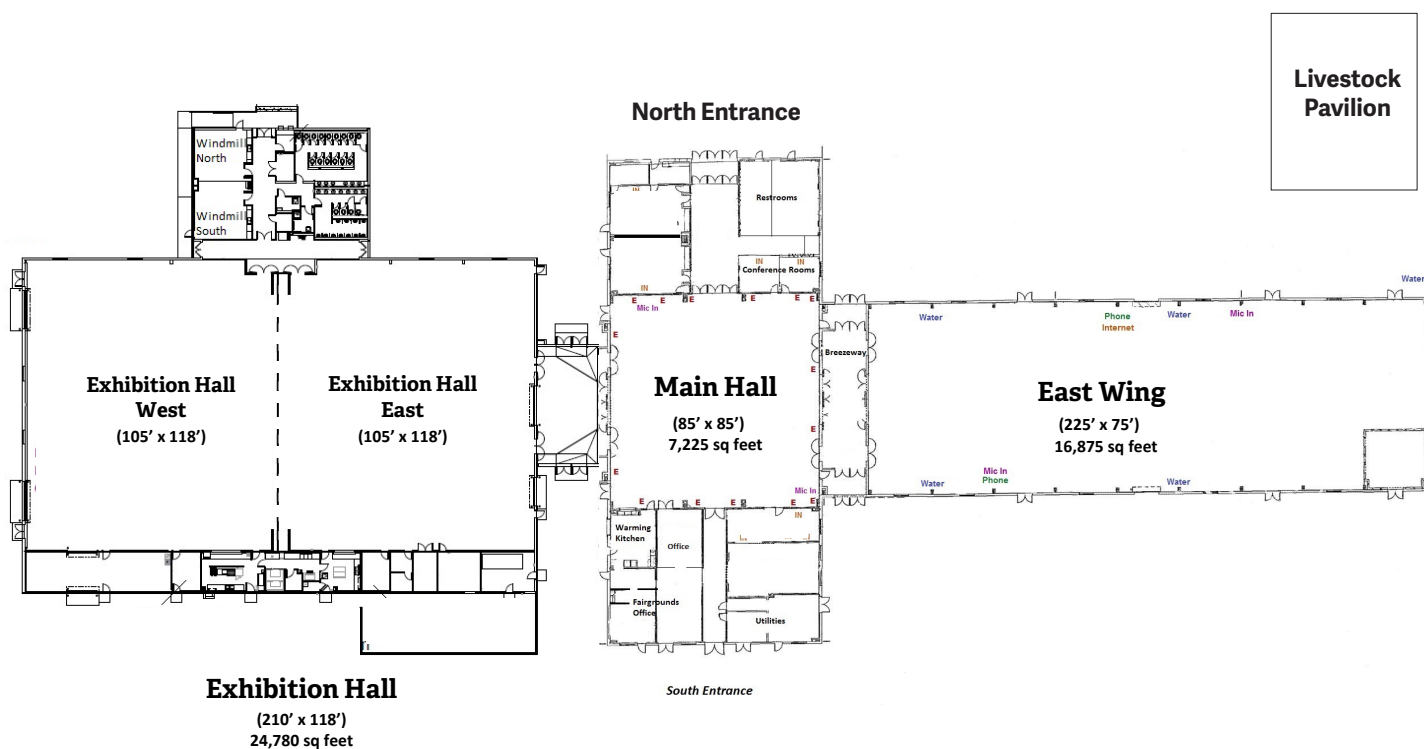 Livestock
Pavilion
North Entrance
Windmill
North
Windmill
South
Restrooms
IN
IN
IN
Conference Rooms
IN
E
E
E
E
E
E
E
Mic In
Water
Water
Phone
Internet
Water
Mic In
E
Breezeway
E
Exhibition Hall
West
(105’ x 118’)
Exhibition Hall
East
(105’ x 118’)
Main Hall
(85’ x 85’)
7,225 sq feet
East Wing
(225’ x 75’)
16,875 sq feet
E
E
Mic In
Phone
Water
Water
Mic In
E
E
E
E
E
E
IN
Warming
Kitchen
Office
Fairgrounds
Office
Utilities
Exhibition Hall
(210’ x 118’)
24,780 sq feet
South Entrance